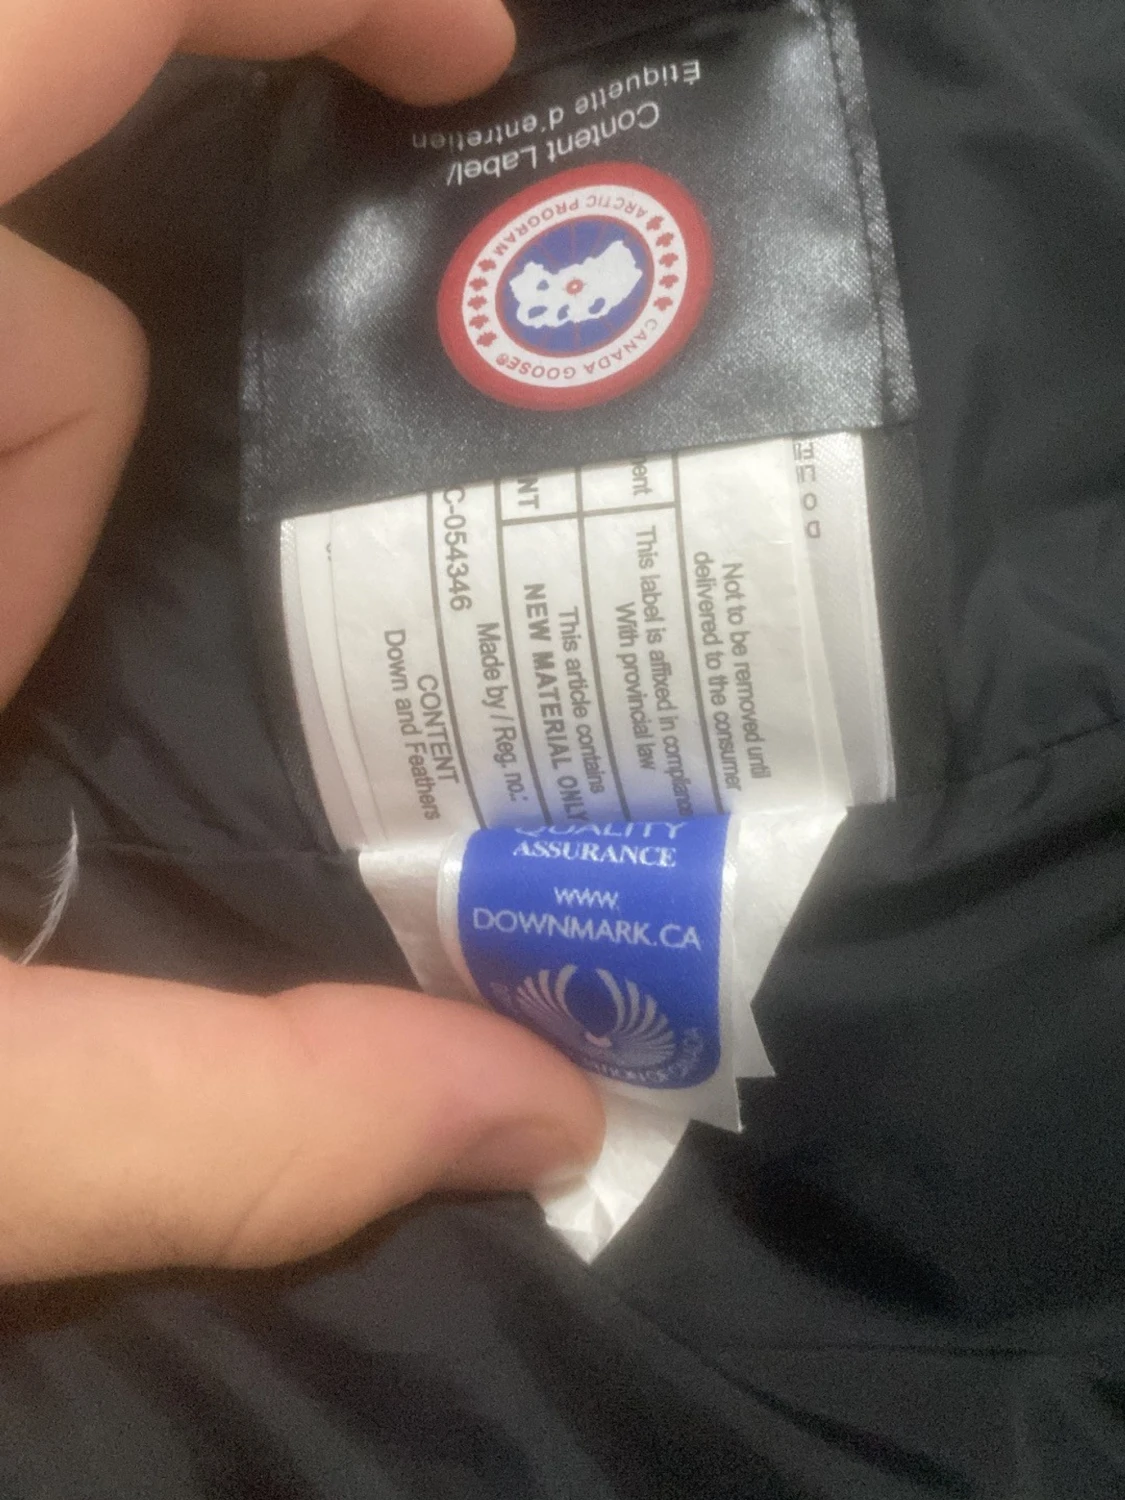 Content Label/
Étiquette d'entretien
ARCTIC PROGRAM
CANADA GOOSE®
Not to be removed until
delivered to the consumer
This label is affixed in compliance
With provincial law
This article contains
NEW MATERIAL ONLY
Made by / Reg. no.:
C-054346
CONTENT
Down and Feathers
QUALITY
ASSURANCE
WWW.
DOWNMARK.CA